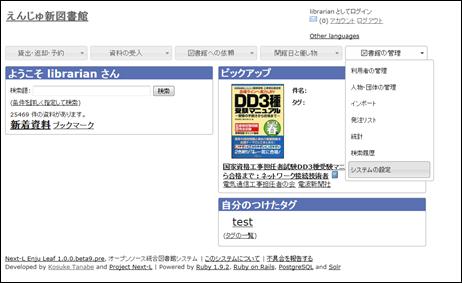 えんじゅ新図書館
librarian としてログイン
(0) アカウント ログアウト
Other languages
貸出・返却・予約
資料の受入
図書館への依頼
開館日と催し物
図書館の管理
利用者の管理
人物・団体の管理
インポート
発注リスト
統計
検索履歴
システムの設定
ようこそ librarian さん
検索語: 検索
(条件を詳しく指定して検索)
25469 件の資料があります。
新着資料 ブックマーク
ピックアップ
DD3種
受験マニュアル
件名:
タグ:
国家資格工事担任者試験DD3種受験マニ
ら合格まで：ネットワーク接続技術者
電気通信工事担任者の会 電波新聞社
自分のつけたタグ
test
(タグの一覧)
Next-L Enju Leaf 1.0.0.beta9.pre, オープンソース統合図書館システム | このシステムについて | 不具合を報告する
Developed by Kosuke Tanabe and Project Next-L | Powered by Ruby 1.9.2, Ruby on Rails, PostgreSQL and Solr